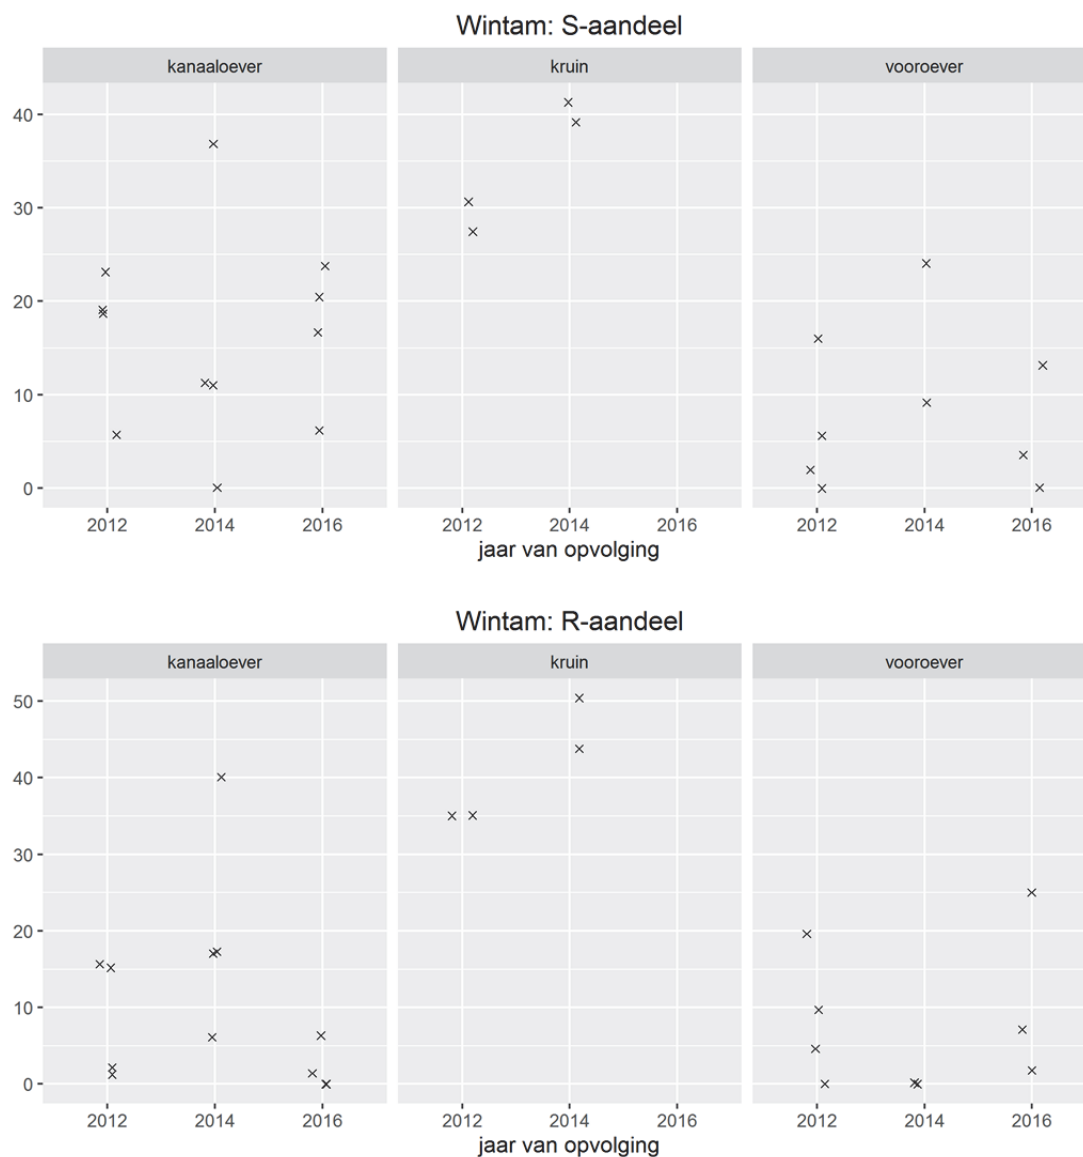 Wintam: S-aandeel
kanaaloever kruin vooroever
40
30
20
10
0
2012 2014 2016 2012 2014 2016 2012 2014 2016
jaar van opvolging
Wintam: R-aandeel
kanaaloever kruin vooroever
50
40
30
20
10
0
2012 2014 2016 2012 2014 2016 2012 2014 2016
jaar van opvolging